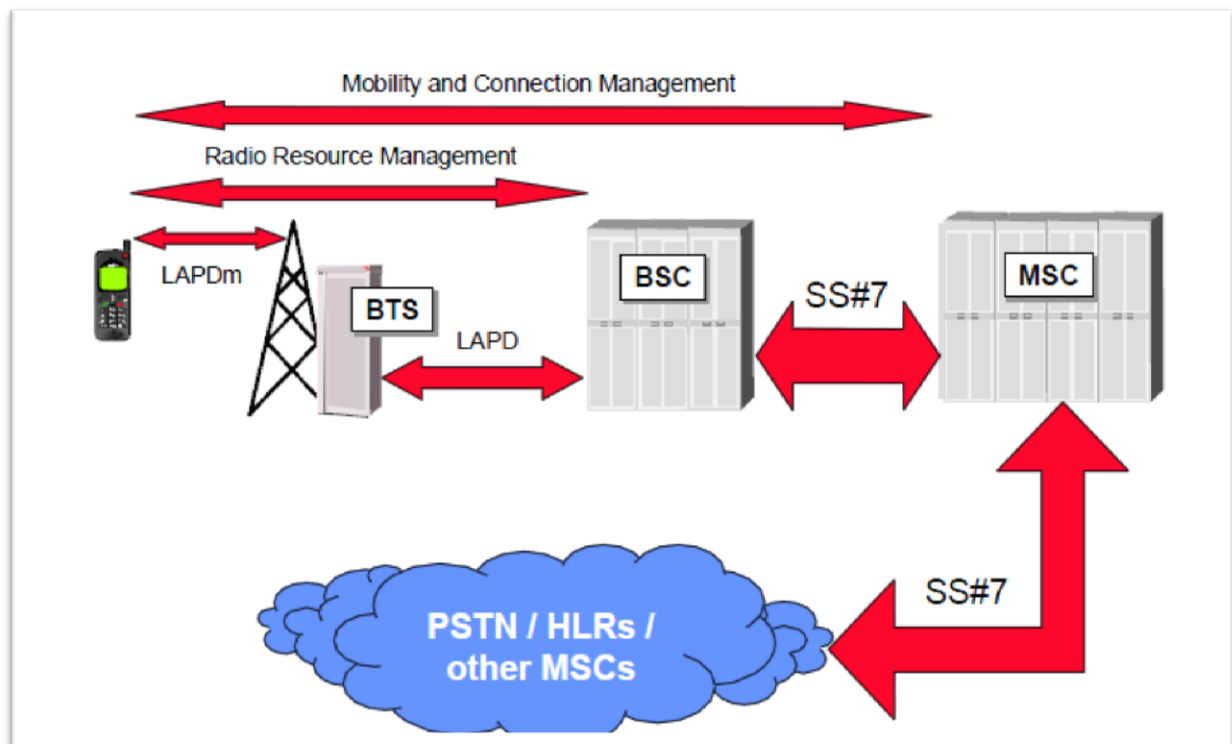 Mobility and Connection Management
Radio Resource Management
LAPDm
BTS
LAPD
BSC
SS#7
MSC
SS#7
PSTN / HLRs /
other MSCs